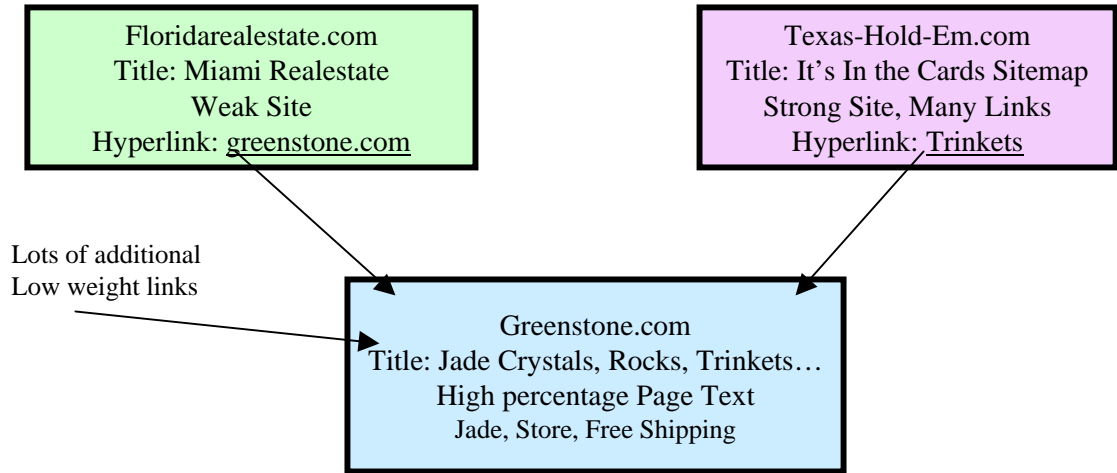 Floridarealestate.com
Title: Miami Realestate
Weak Site
Hyperlink: greenstone.com
Texas-Hold-Em.com
Title: It's In the Cards Sitemap
Strong Site, Many Links
Hyperlink: Trinkets
Lots of additional
Low weight links
Greenstone.com
Title: Jade Crystals, Rocks, Trinkets…
High percentage Page Text
Jade, Store, Free Shipping